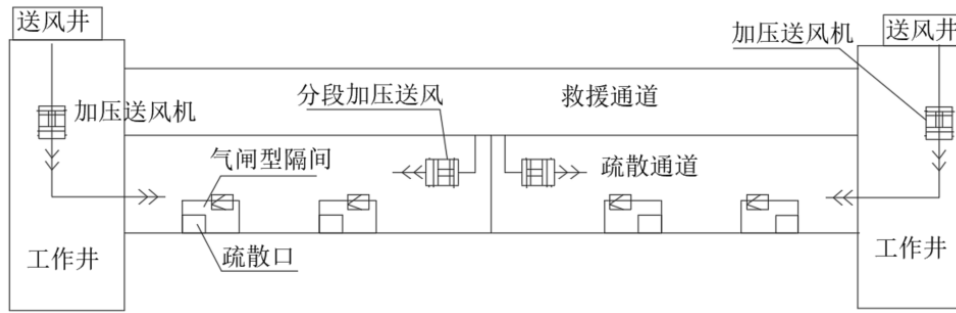 送风井
送风井
加压送风机
加压送风机
分段加压送风
救援通道
气闸型隔间
疏散通道
疏散口
工作井
工作井